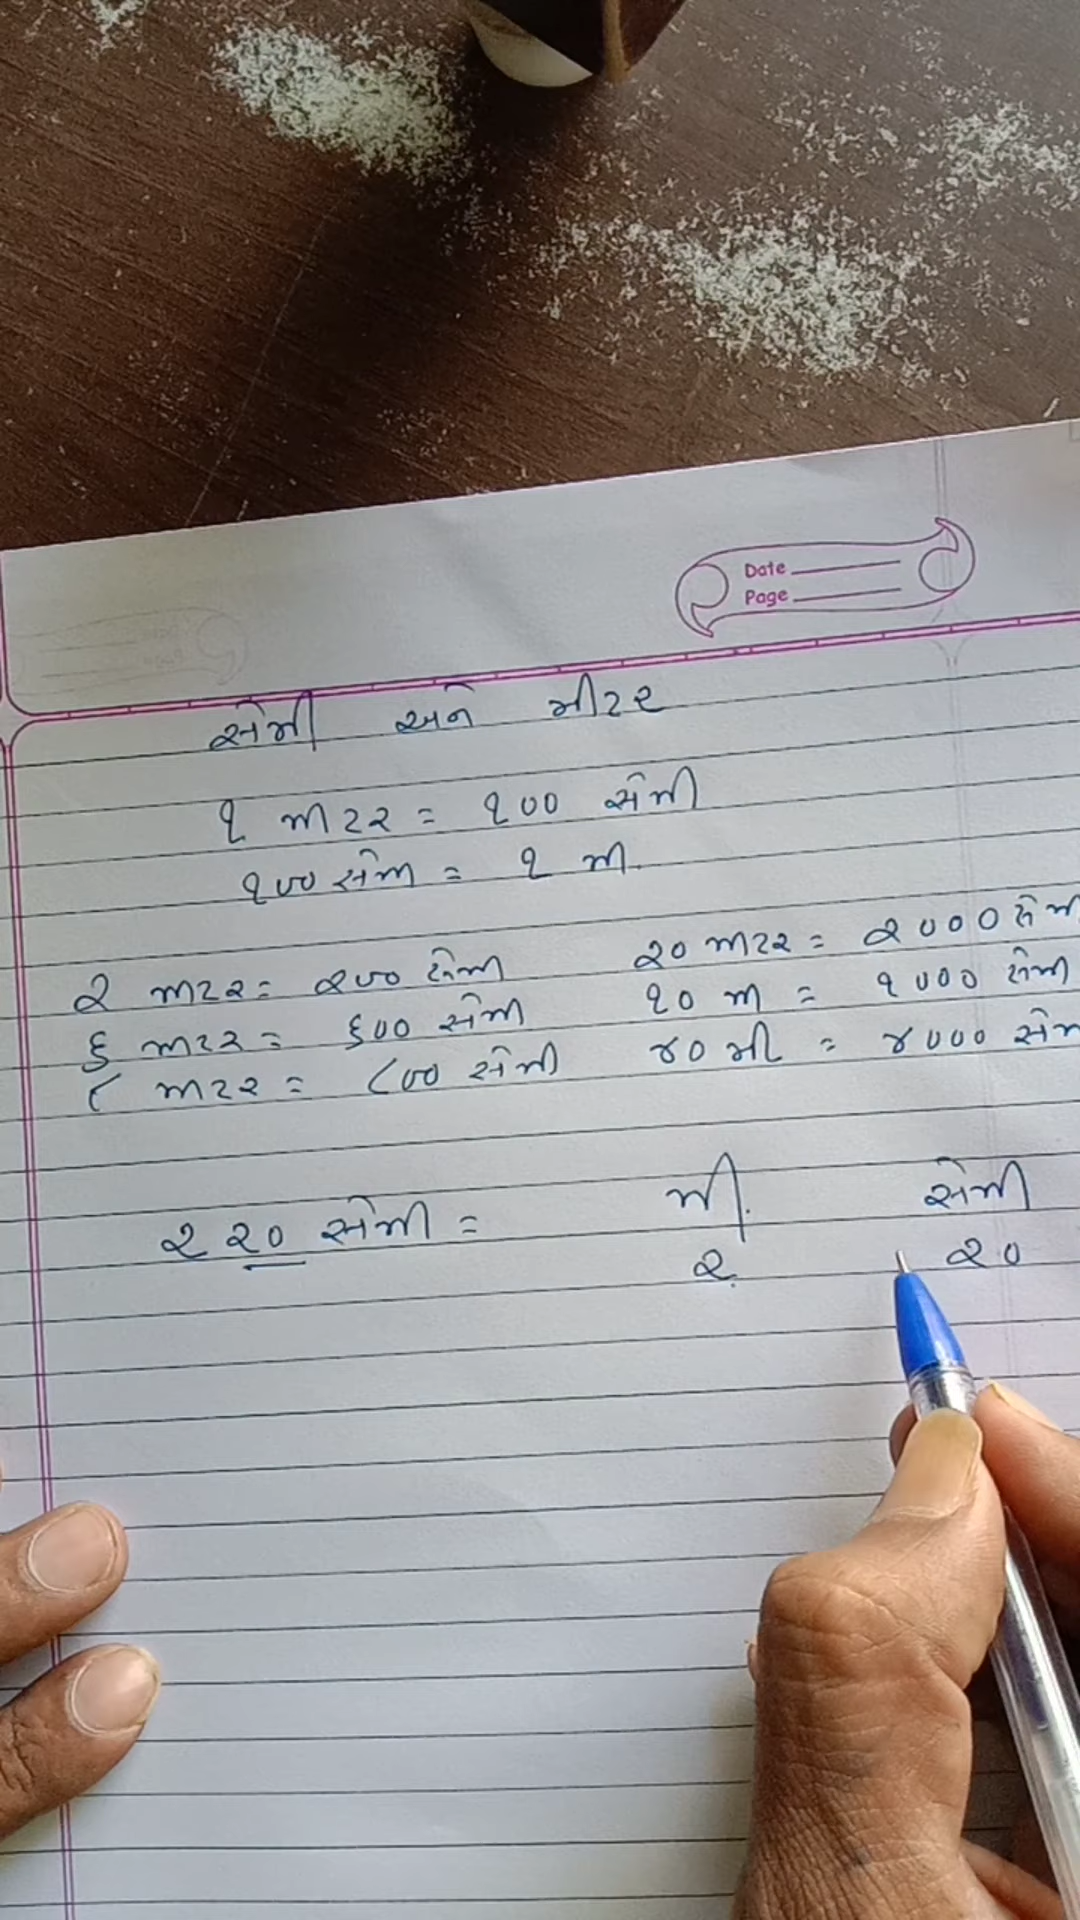 Date
Page
સેમી અને મીટર
૧ મીટર = ૧૦૦ સેમી
૧૦૦ સેમી = ૧ મી.
૨ મીટર = ૨૦૦ સેમી ૨૦ મીટર = ૨૦૦૦ સેમી
૬ મીટર = ૬૦૦ સેમી ૧૦ મી = ૧૦૦૦ સેમી
૮ મીટર = ૮૦૦ સેમી ૪૦ મી = ૪૦૦૦ સેમી
મી. સેમી
૨૨૦ સેમી = ૨ ૨૦